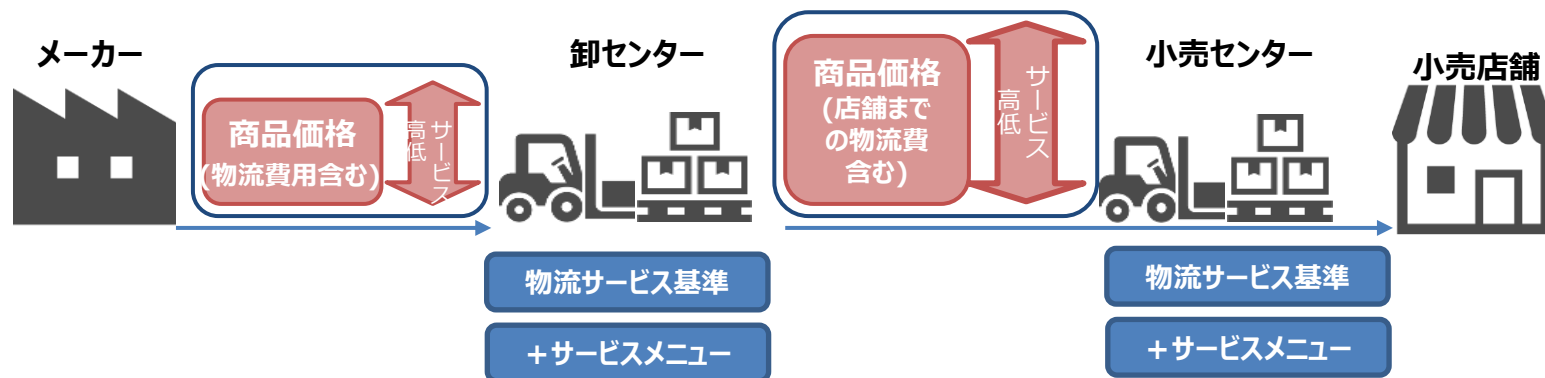 メーカー
商品価格
(物流費用含む)
サービス
高低
卸センター
商品価格
(店舗まで
の物流費
含む)
サービス
高低
小売センター
小売店舗
物流サービス基準
＋サービスメニュー
物流サービス基準
＋サービスメニュー